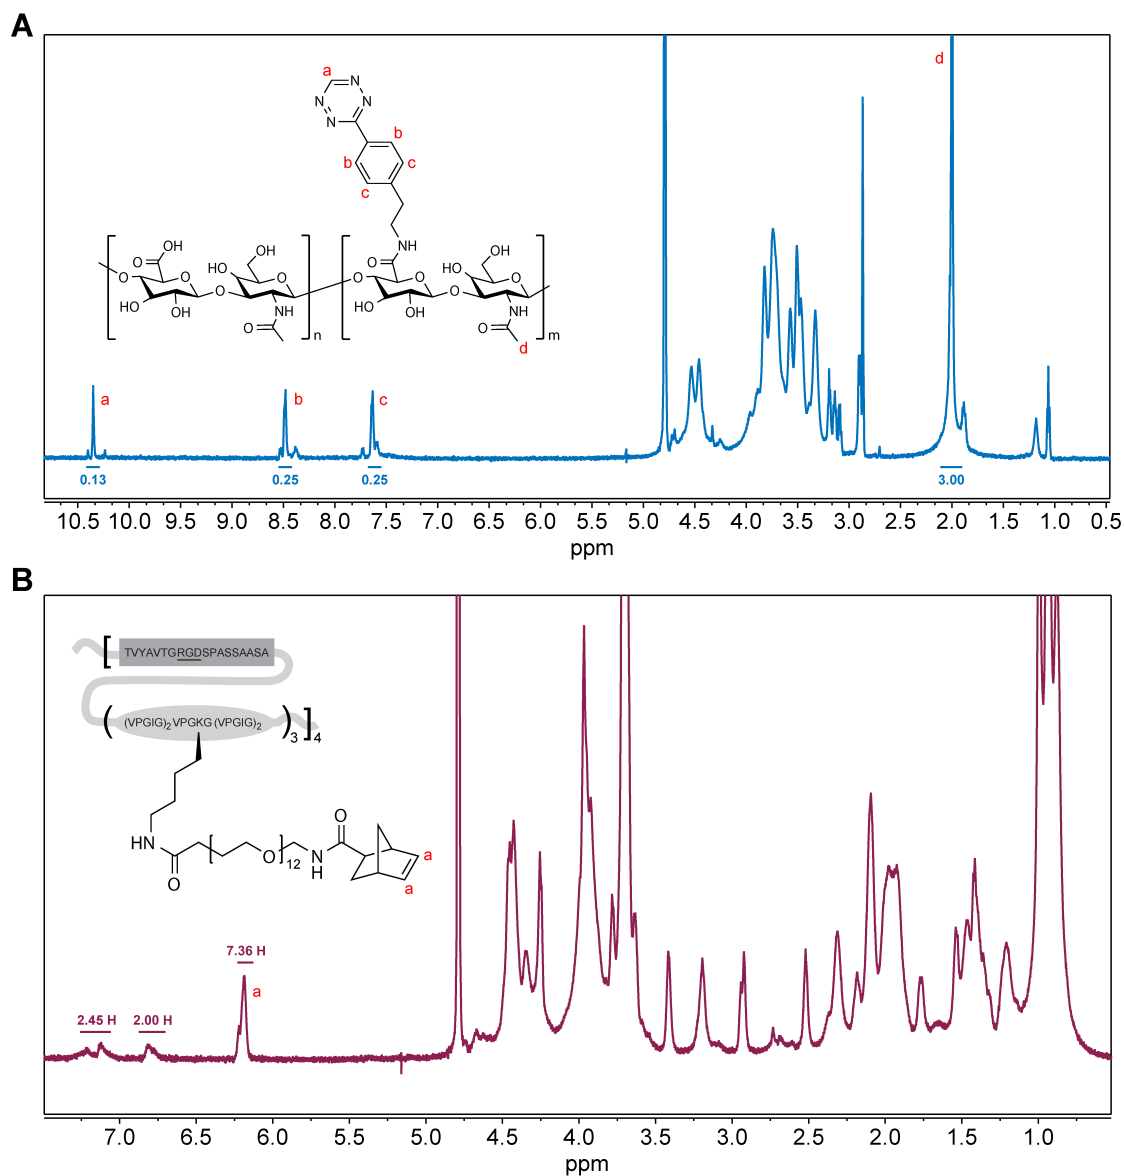 A
a
N
N
N
N
b
b
c
c
HN
O
O
OH
OH
HO
O
O
HO
OH
O
O
NH
O
n
O
HO
OH
O
O
HO
OH
O
NH
O
d
m
d
a
b
c
0.13
0.25
0.25
3.00
10.5 10.0 9.5 9.0 8.5 8.0 7.5 7.0 6.5 6.0 5.5 5.0 4.5 4.0 3.5 3.0 2.5 2.0 1.5 1.0 0.5
ppm
B
[ TVYAVTGRGDSPASSAASA
( (VPGIG)2 VPGKG (VPGIG)2 )3 ]4
HN
O
O
12
N
H
O
a
a
7.36 H
a
2.45 H
2.00 H
7.0 6.5 6.0 5.5 5.0 4.5 4.0 3.5 3.0 2.5 2.0 1.5 1.0
ppm